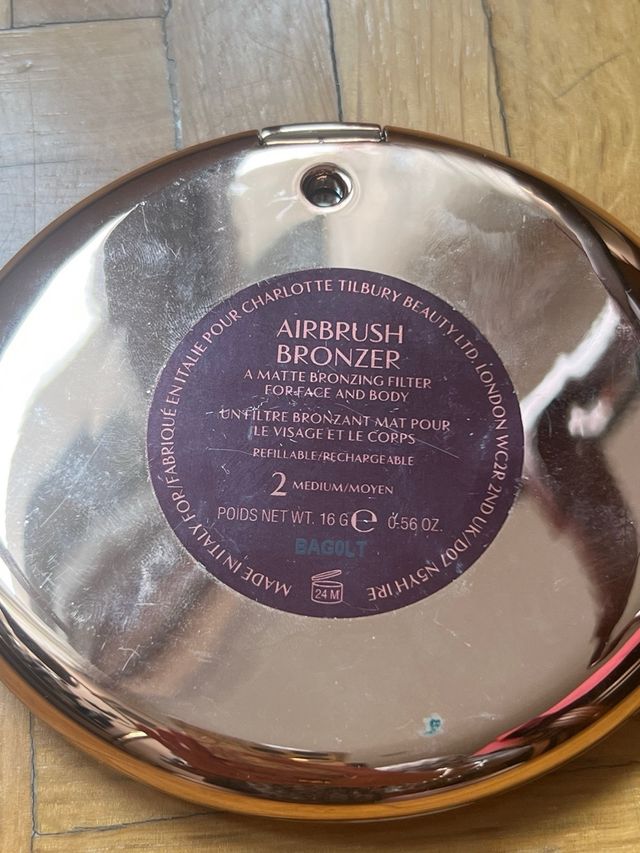 MADE IN ITALY FOR/FABRIQUÉ EN ITALIE POUR CHARLOTTE TILBURY BEAUTY LTD, LONDON WC2R 2ND UK/D07 N5YH IRE
AIRBRUSH
BRONZER
A MATTE BRONZING FILTER
FOR FACE AND BODY
UN FILTRE BRONZANT MAT POUR
LE VISAGE ET LE CORPS
REFILLABLE/RECHARGEABLE
2 MEDIUM/MOYEN
POIDS NET WT. 16 G ℮ 0.56 OZ.
BAG0LT
24 M